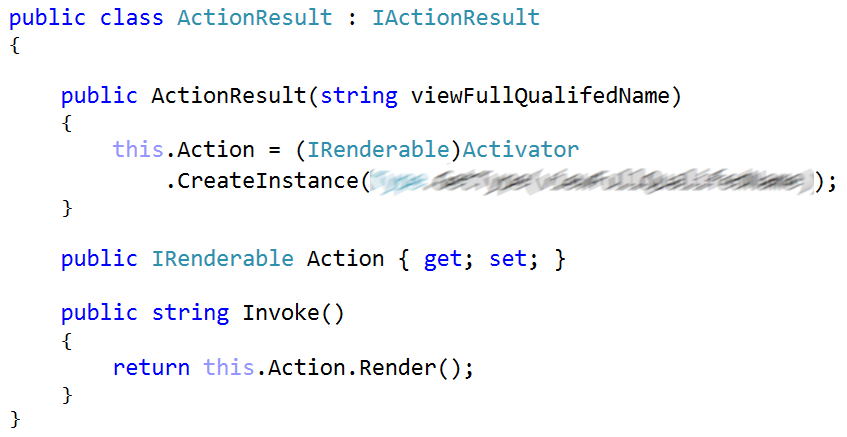 public class ActionResult : IActionResult
{
public ActionResult(string viewFullQualifedName)
{
this.Action = (IRenderable)Activator
.CreateInstance();
}
public IRenderable Action { get; set; }
public string Invoke()
{
return this.Action.Render();
}
}